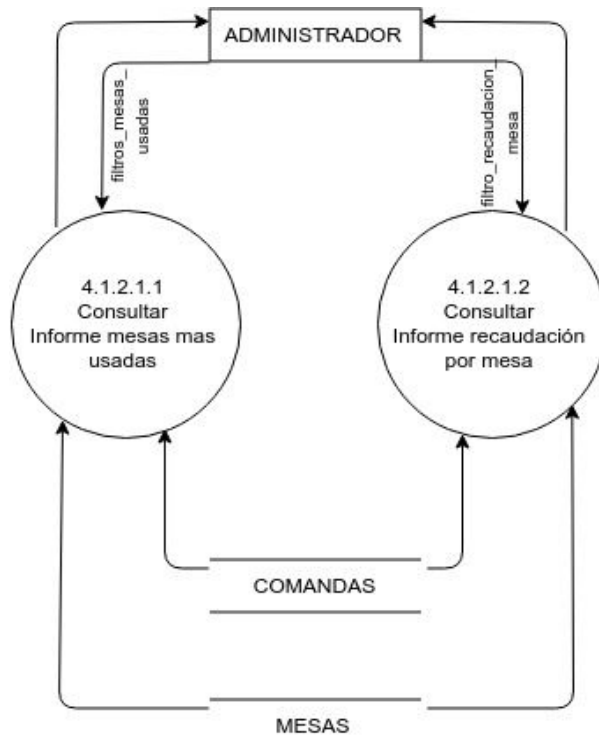 ADMINISTRADOR
filtros_mesas_
usadas
filtro_recaudacion_
mesa
4.1.2.1.1
Consultar
Informe mesas mas
usadas
4.1.2.1.2
Consultar
Informe recaudación
por mesa
COMANDAS
MESAS